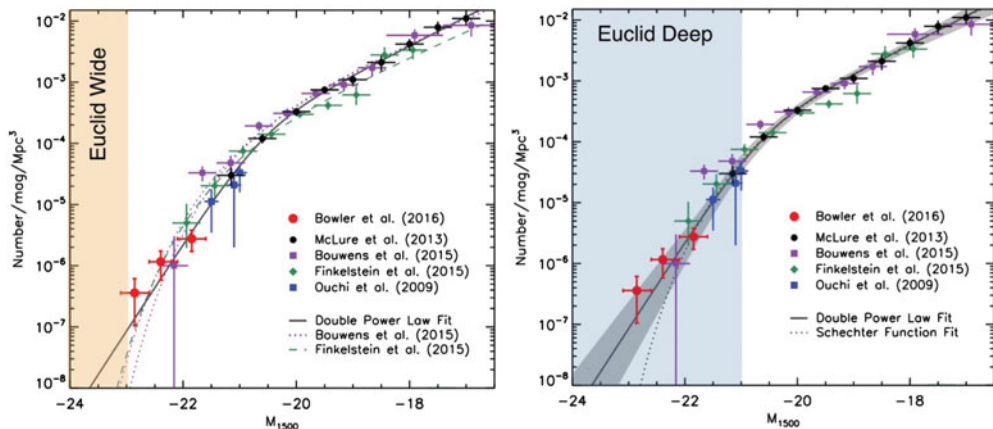 Number/mag/Mpc³
10⁻²
10⁻³
10⁻⁴
10⁻⁵
10⁻⁶
10⁻⁷
10⁻⁸
Euclid Wide
Bowler et al. (2016)
McLure et al. (2013)
Bouwens et al. (2015)
Finkelstein et al. (2015)
Ouchi et al. (2009)
Double Power Law Fit
Bouwens et al. (2015)
Finkelstein et al. (2015)
−24 −22 −20 −18
M₁₅₀₀
Number/mag/Mpc³
10⁻²
10⁻³
10⁻⁴
10⁻⁵
10⁻⁶
10⁻⁷
10⁻⁸
Euclid Deep
Bowler et al. (2016)
McLure et al. (2013)
Bouwens et al. (2015)
Finkelstein et al. (2015)
Ouchi et al. (2009)
Double Power Law Fit
Schechter Function Fit
−24 −22 −20 −18
M₁₅₀₀